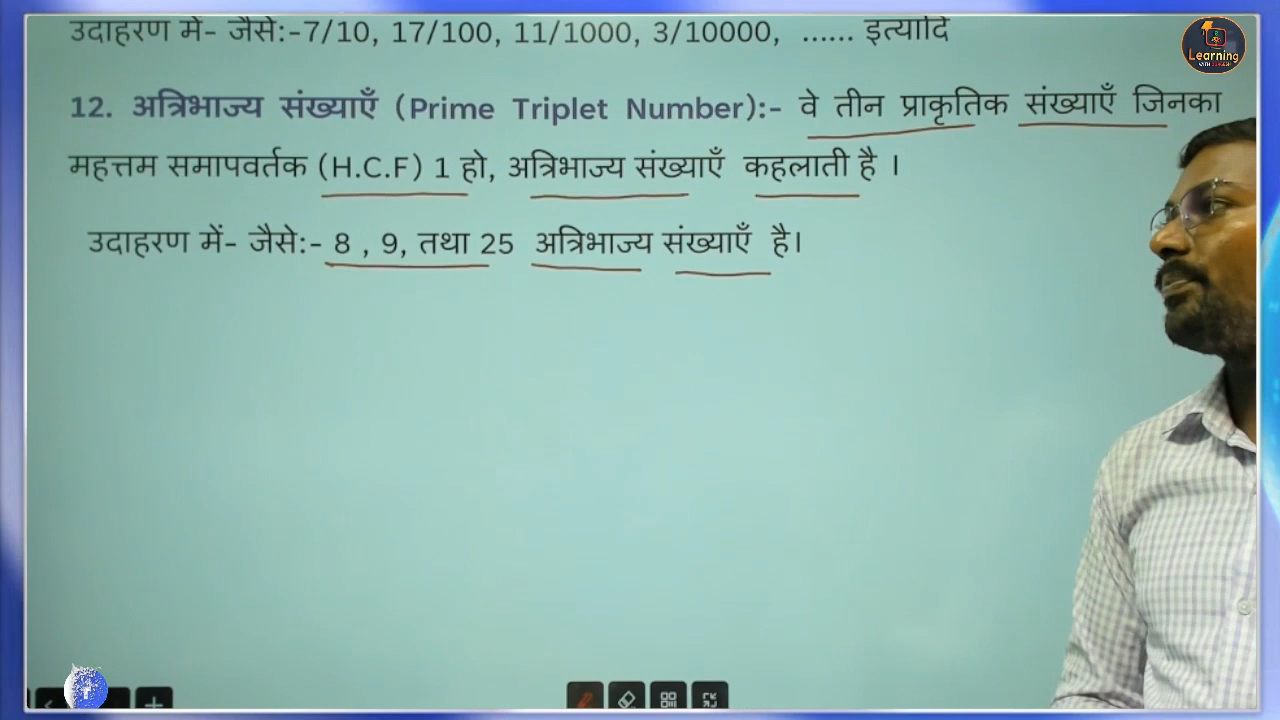 उदाहरण में- जैसे:-7/10, 17/100, 11/1000, 3/10000, ...... इत्यादि
Learning
12. अत्रिभाज्य संख्याएँ (Prime Triplet Number):- वे तीन प्राकृतिक संख्याएँ जिनका
महत्तम समापवर्तक (H.C.F) 1 हो, अत्रिभाज्य संख्याएँ कहलाती है ।
उदाहरण में- जैसे:- 8 , 9, तथा 25 अत्रिभाज्य संख्याएँ है।